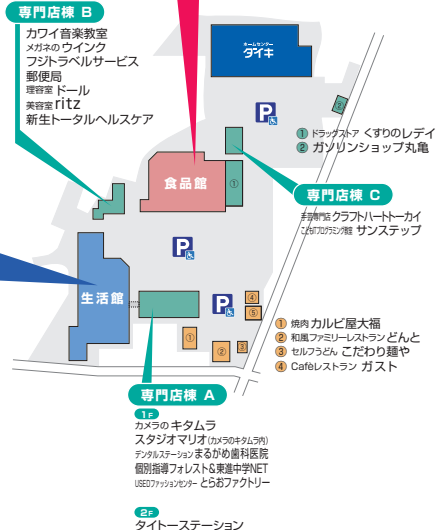 専門店棟 B
カワイ音楽教室
メガネのウインク
フジトラベルサービス
郵便局
理容室 ドール
美容室 ritz
新生トータルヘルスケア
ホームセンター
ダイキ
P
②
① ドラッグストア くすりのレデイ
② ガソリンショップ丸亀
食品館
①
専門店棟 C
手芸専門店 クラフトハートトーカイ
こども向けプログラミング教室 サンステップ
P
生活館
P
④
⑤
①
②
③
① 焼肉 カルビ屋大福
② 和風ファミリーレストラン どんと
③ セルフうどん こだわり麺や
④ Cafeレストラン ガスト
専門店棟 A
1F
カメラの キタムラ
スタジオマリオ(カメラのキタムラ内)
デンタルステーション まるがめ歯科医院
個別指導フォレスト&東進中学NET
USEDファッションセンター とらおファクトリー
2F
タイトーステーション